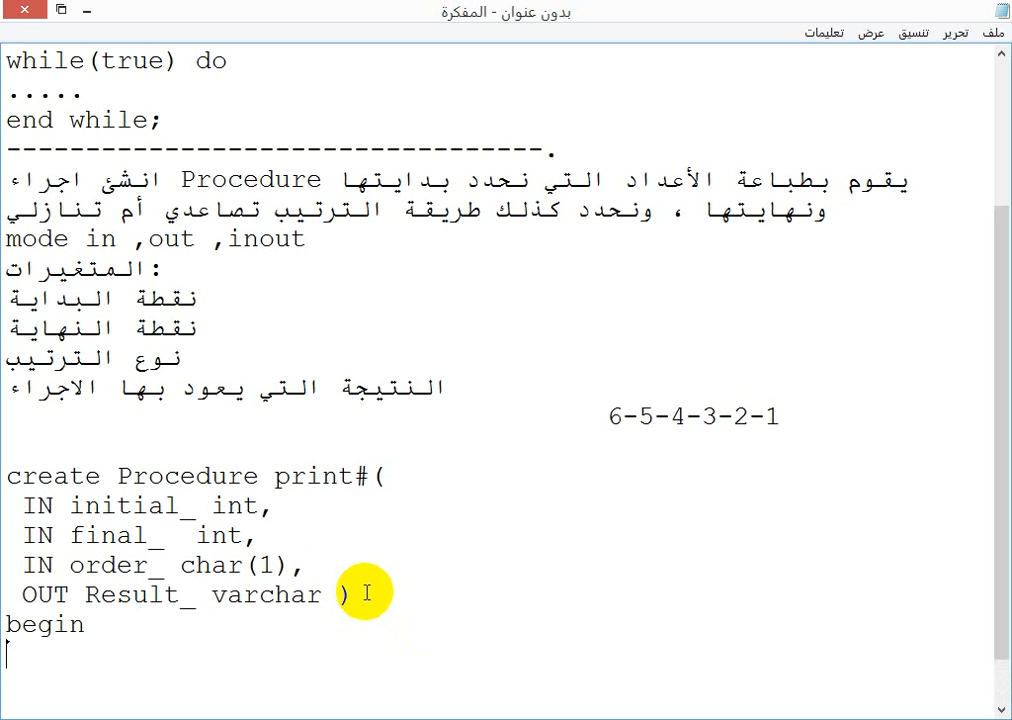 بدون عنوان - المفكرة
ملف تحرير تنسيق عرض تعليمات
while(true) do
.....
end while;
----------------------------------.
انشئ اجراء Procedure يقوم بطباعة الأعداد التي نحدد بدايتها
ونهايتها ، ونحدد كذلك طريقة الترتيب تصاعدي أم تنازلي
mode in ,out ,inout
المتغيرات:
نقطة البداية
نقطة النهاية
نوع الترتيب
النتيجة التي يعود بها الاجراء
6-5-4-3-2-1
create Procedure print#(
IN initial_ int,
IN final_  int,
IN order_ char(1),
OUT Result_ varchar )
begin